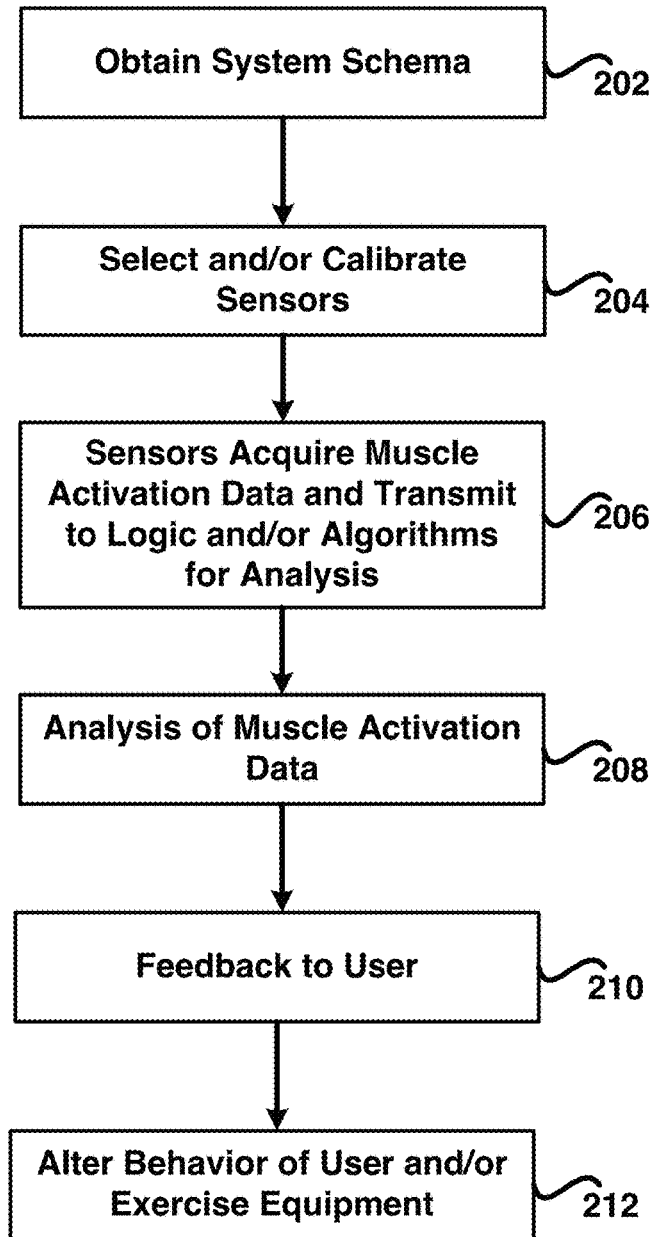 Obtain System Schema
202
Select and/or Calibrate
Sensors
204
Sensors Acquire Muscle
Activation Data and Transmit
to Logic and/or Algorithms
for Analysis
206
Analysis of Muscle Activation
Data
208
Feedback to User
210
Alter Behavior of User and/or
Exercise Equipment
212